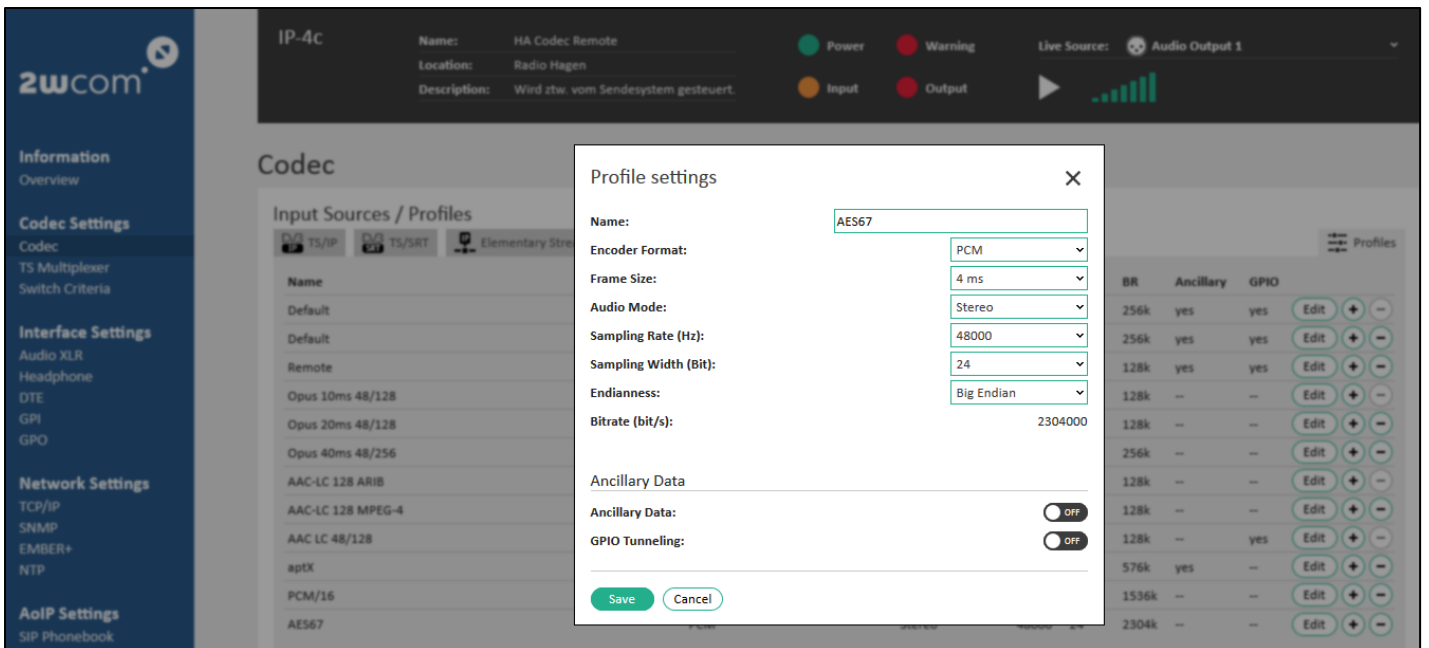 2wcom
Information
Overview
Codec Settings
Codec
TS Multiplexer
Switch Criteria
Interface Settings
Audio XLR
Headphone
DTE
GPI
GPO
Network Settings
TCP/IP
SNMP
EMBER+
NTP
AoIP Settings
SIP Phonebook
IP-4c
Name: HA Codec Remote
Location: Radio Hagen
Description: Wird ztw. vom Sendesystem gesteuert.
Power Warning
Input Output
Live Source: Audio Output 1
Codec
Input Sources / Profiles
TS/IP TS/SRT Elementary Stre Profiles
Name BR Ancillary GPIO
Default 256k yes yes Edit + −
Default 256k yes yes Edit + −
Remote 128k yes yes Edit + −
Opus 10ms 48/128 128k -- -- Edit + −
Opus 20ms 48/128 128k -- -- Edit + −
Opus 40ms 48/256 256k -- -- Edit + −
AAC-LC 128 ARIB 128k -- -- Edit + −
AAC-LC 128 MPEG-4 128k -- -- Edit + −
AAC LC 48/128 128k -- yes Edit + −
aptX 576k yes -- Edit + −
PCM/16 1536k -- -- Edit + −
AES67 PCM Stereo 48000 24 2304k -- -- Edit + −
Profile settings
Name: AES67
Encoder Format: PCM
Frame Size: 4 ms
Audio Mode: Stereo
Sampling Rate (Hz): 48000
Sampling Width (Bit): 24
Endianness: Big Endian
Bitrate (bit/s): 2304000
Ancillary Data
Ancillary Data: OFF
GPIO Tunneling: OFF
Save Cancel